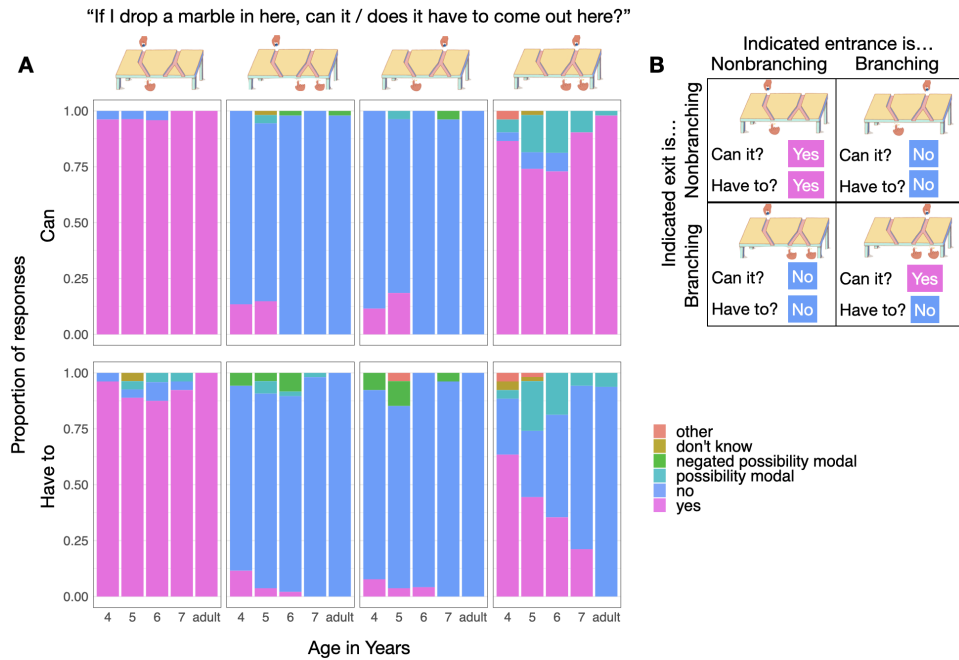 “If I drop a marble in here, can it / does it have to come out here?”
A
B
Indicated entrance is…
Nonbranching
Branching
Indicated exit is…
Nonbranching
Can it?
Yes
Have to?
Yes
Can it?
No
Have to?
No
Branching
Can it?
No
Have to?
No
Can it?
Yes
Have to?
No
Proportion of responses
Can
1.00
0.75
0.50
0.25
0.00
Have to
1.00
0.75
0.50
0.25
0.00
4 5 6 7 adult
4 5 6 7 adult
4 5 6 7 adult
4 5 6 7 adult
Age in Years
other
don't know
negated possibility modal
possibility modal
no
yes